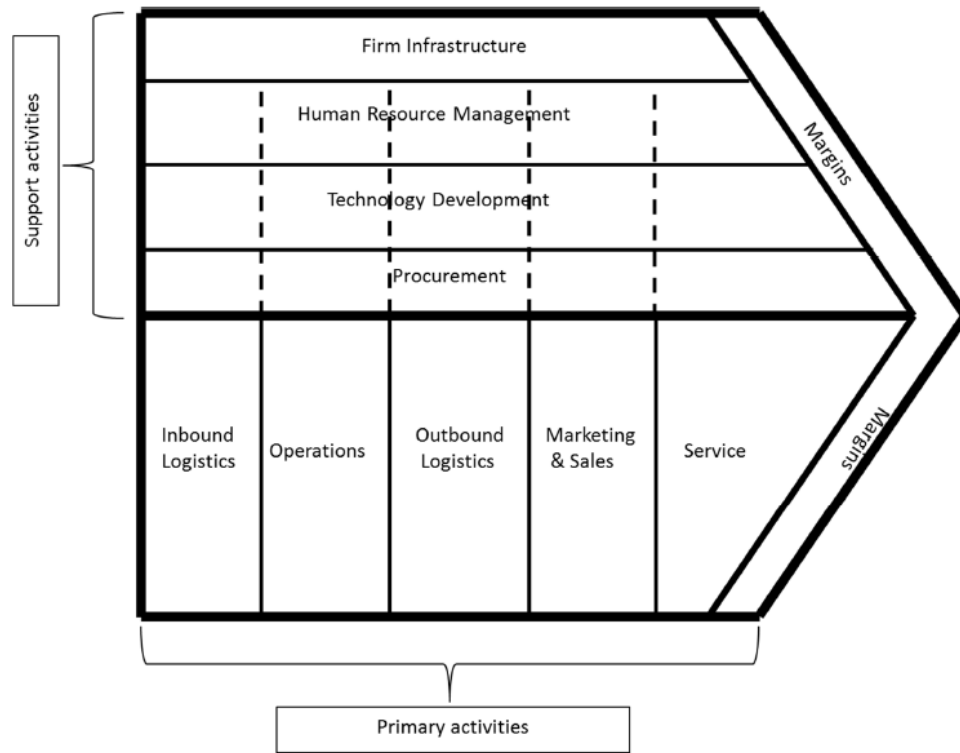 Support activities
Firm Infrastructure
Human Resource Management
Technology Development
Procurement
Margins
Inbound
Logistics
Operations
Outbound
Logistics
Marketing
& Sales
Service
Margins
Primary activities